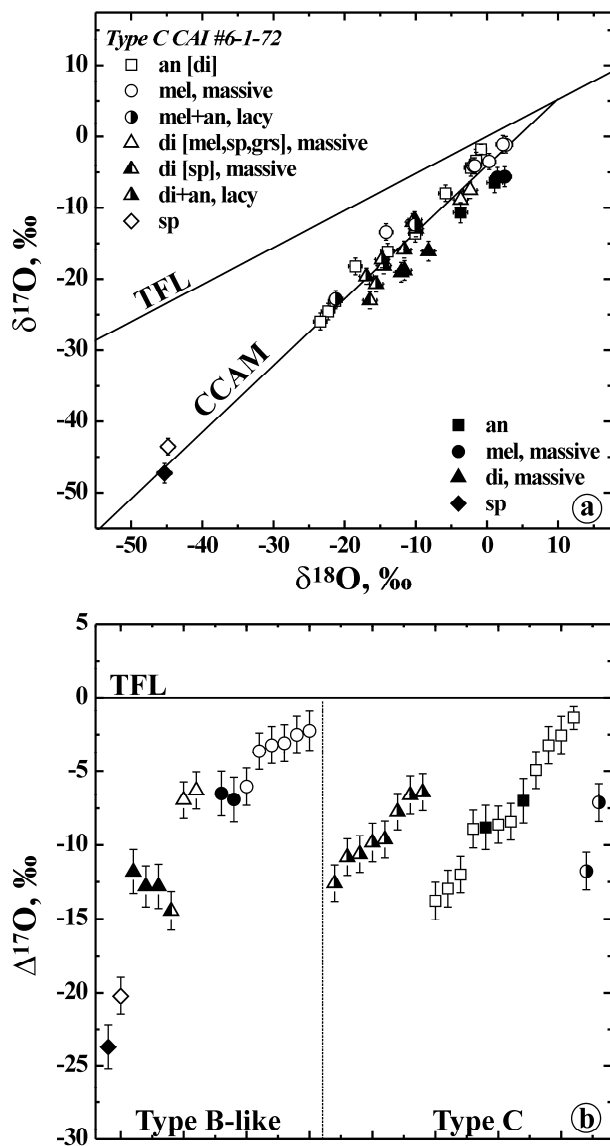 Type C CAI #6-1-72
an [di]
mel, massive
mel+an, lacy
di [mel,sp,grs], massive
di [sp], massive
di+an, lacy
sp
10
0
-10
-20
-30
-40
-50
δ17O, ‰
TFL
CCAM
an
mel, massive
di, massive
sp
a
-50
-40
-30
-20
-10
0
10
δ18O, ‰
5
0
-5
-10
-15
-20
-25
-30
Δ17O, ‰
TFL
Type B-like
Type C
b